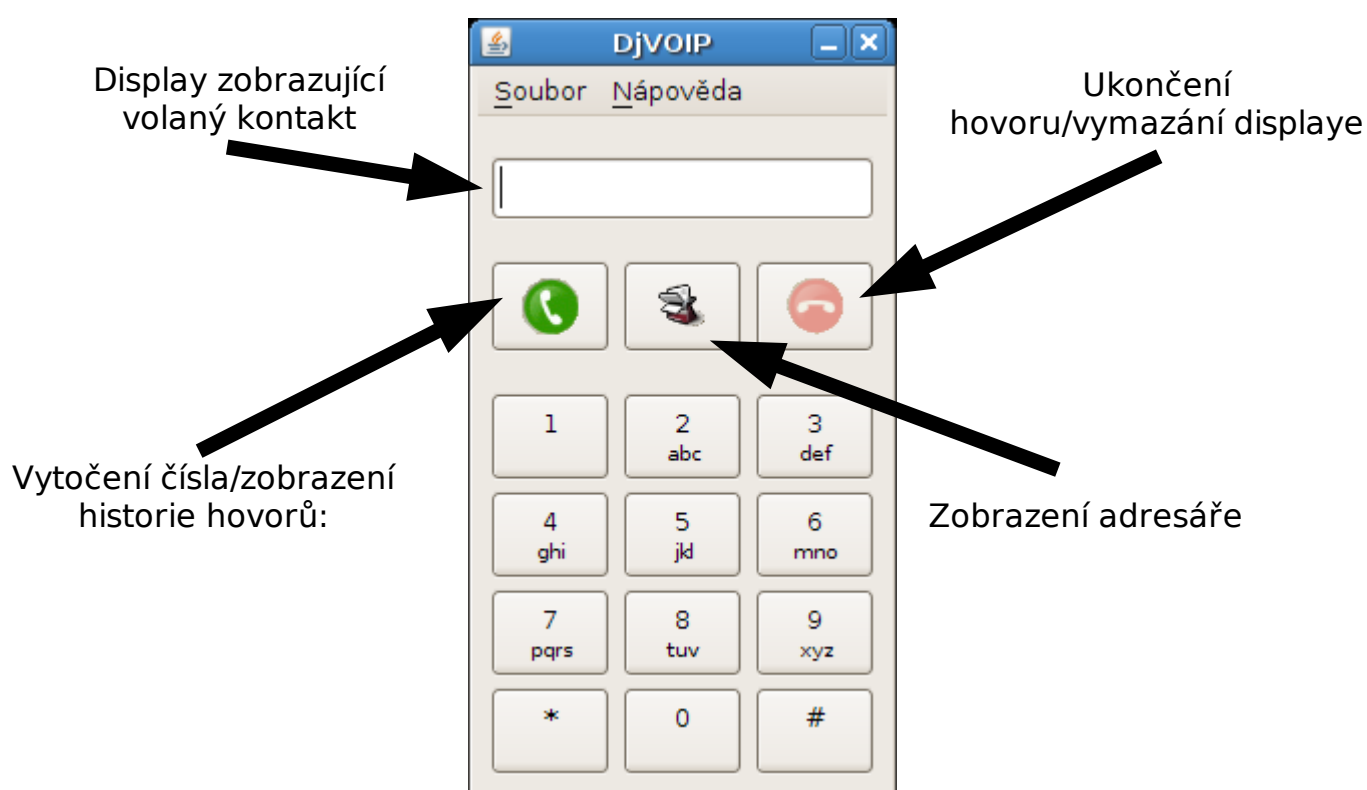 DjVOIP
Soubor Nápověda
Display zobrazující
volaný kontakt
Ukončení
hovoru/vymazání displaye
Vytočení čísla/zobrazení
historie hovorů:
Zobrazení adresáře
1
2
abc
3
def
4
ghi
5
jkl
6
mno
7
pqrs
8
tuv
9
xyz
*
0
#